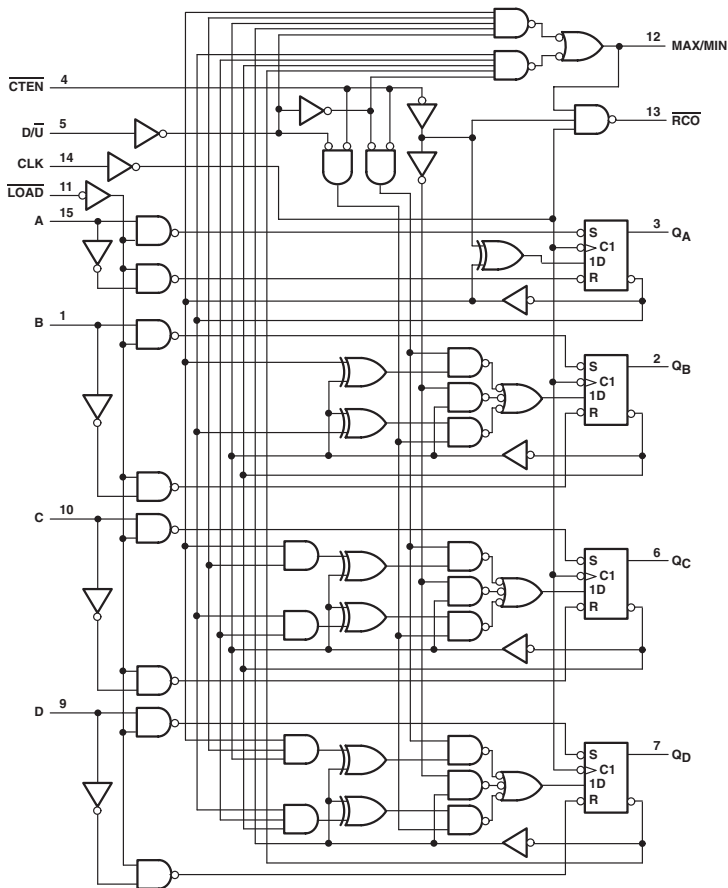 12 MAX/MIN
CTEN 4
13 RCO
D/U 5
CLK 14
LOAD 11
A 15
S
C1
1D
R
3 QA
B 1
S
C1
1D
R
2 QB
C 10
S
C1
1D
R
6 QC
D 9
S
C1
1D
R
7 QD